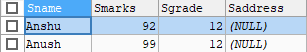 Sname Smarks Sgrade Saddress
Anshu 92 12 (NULL)
Anush 99 12 (NULL)